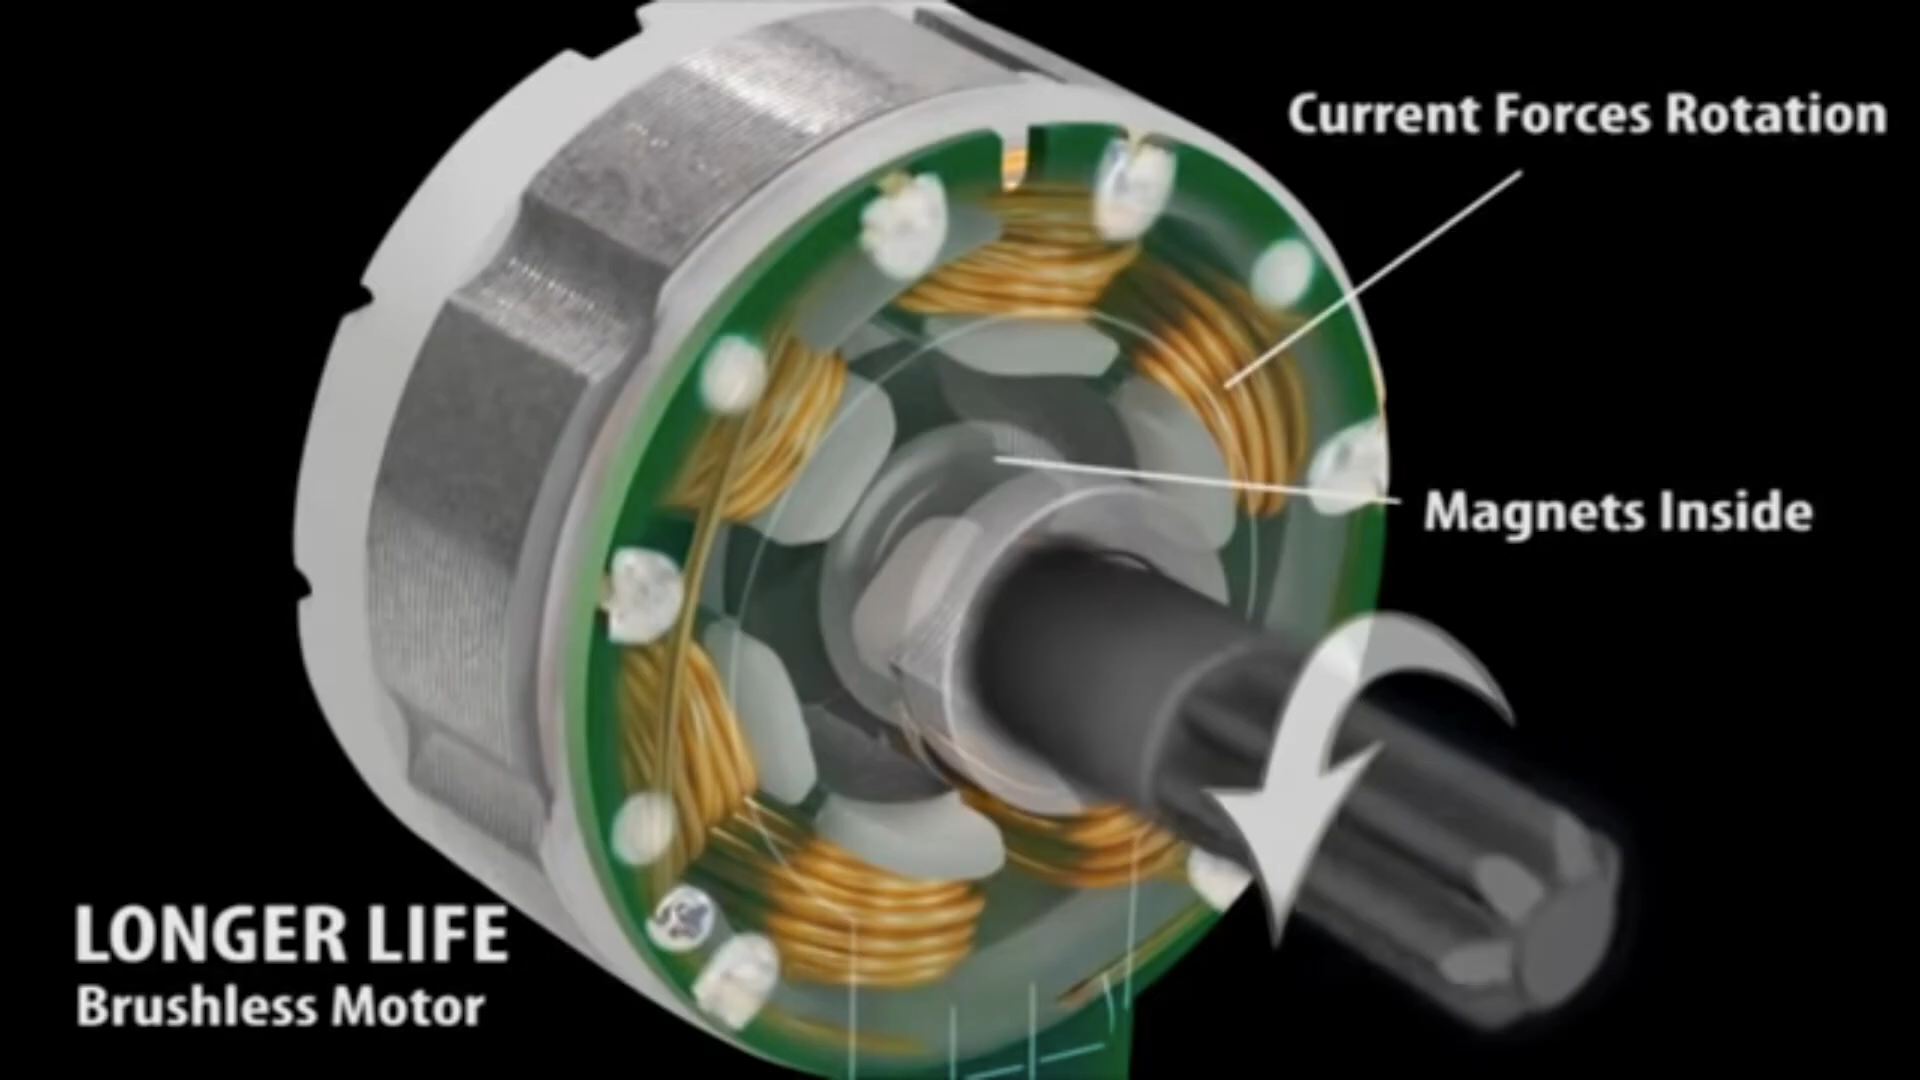 Current Forces Rotation
Magnets Inside
LONGER LIFE
Brushless Motor